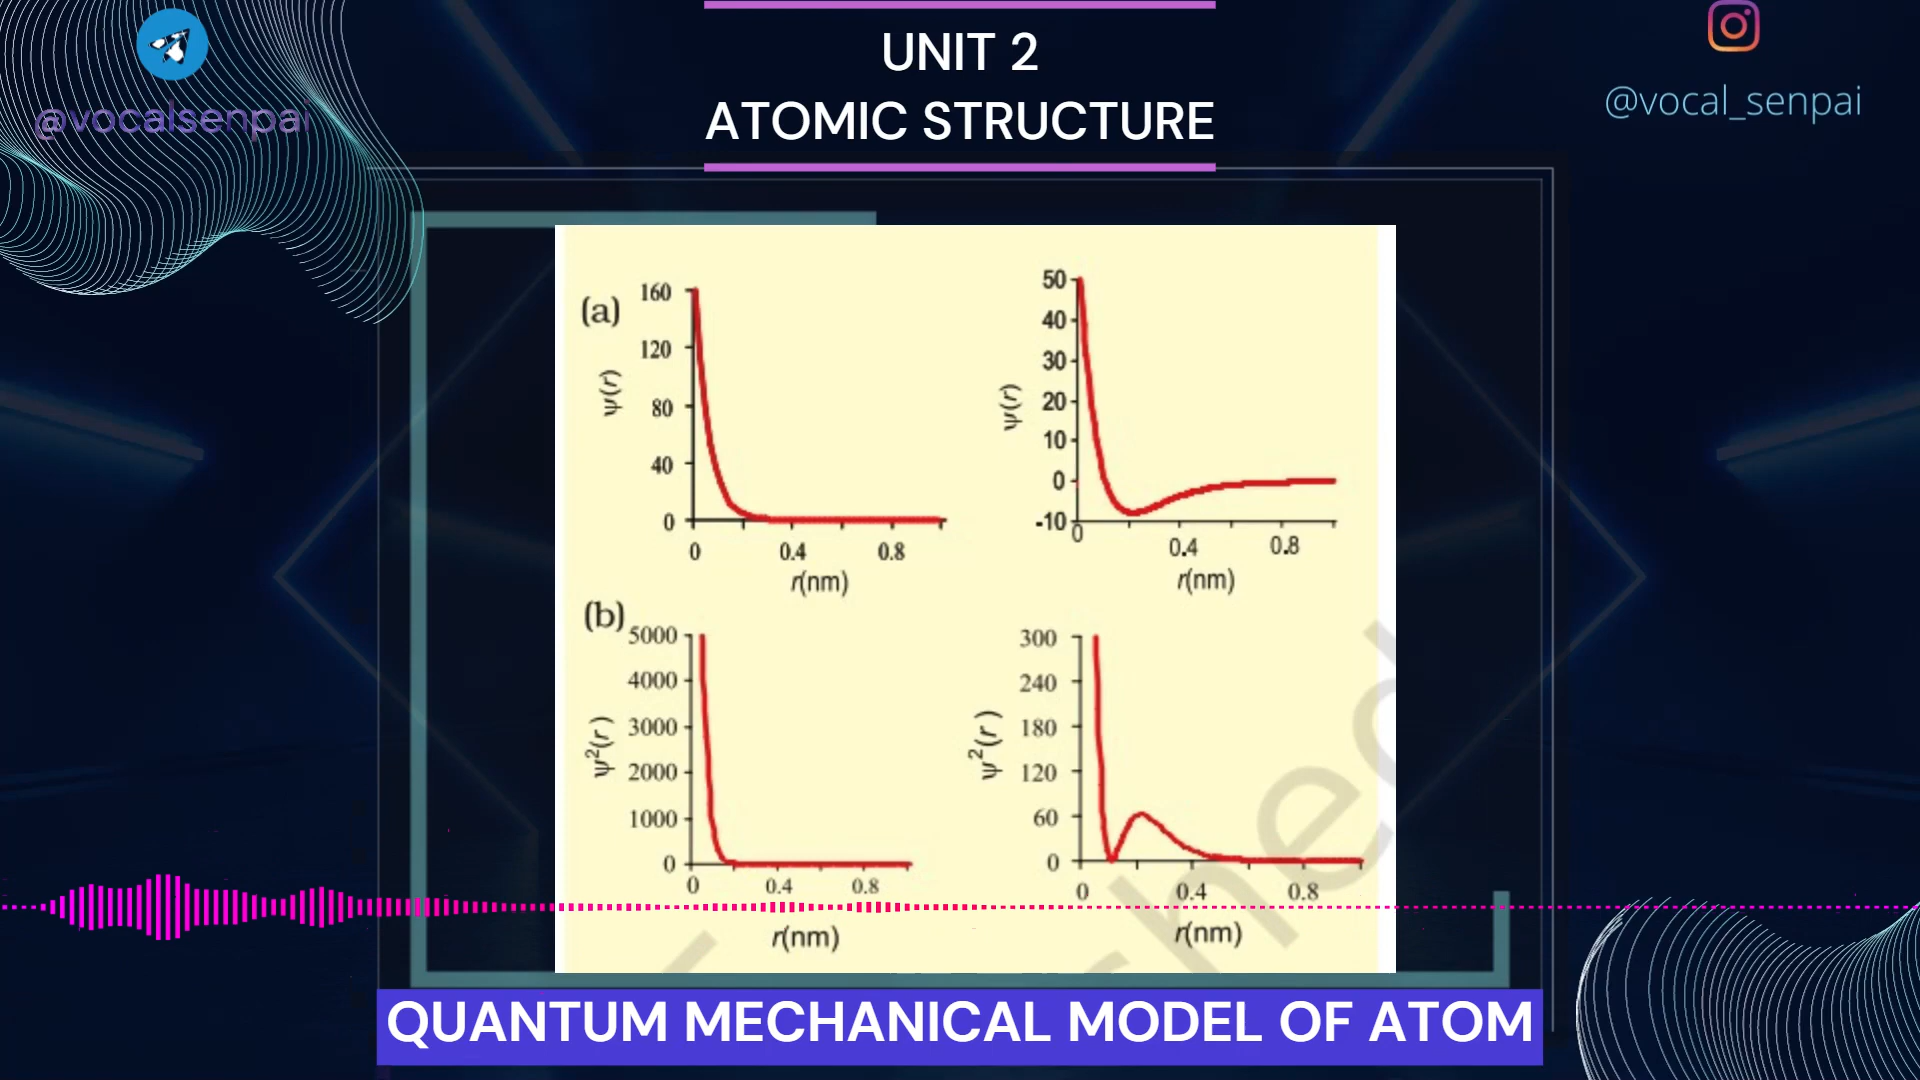 UNIT 2
ATOMIC STRUCTURE
@vocalsenpai
@vocal_senpai
(a)
160
120
80
40
0
ψ(r)
0 0.4 0.8
r(nm)
50
40
30
20
10
0
-10
ψ(r)
0 0.4 0.8
r(nm)
(b)
5000
4000
3000
2000
1000
0
ψ²(r)
0 0.4 0.8
r(nm)
300
240
180
120
60
0
ψ²(r)
0 0.4 0.8
r(nm)
QUANTUM MECHANICAL MODEL OF ATOM